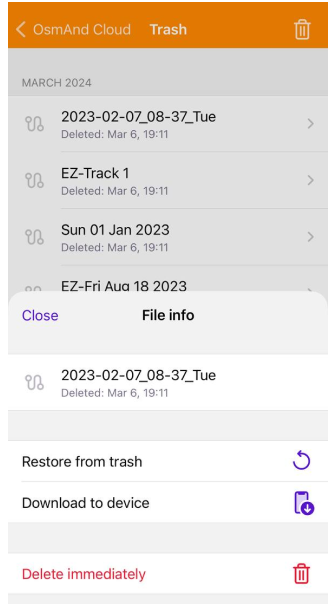 OsmAnd Cloud Trash
MARCH 2024
2023-02-07_08-37_Tue
Deleted: Mar 6, 19:11
EZ-Track 1
Deleted: Mar 6, 19:11
Sun 01 Jan 2023
Deleted: Mar 6, 19:11
EZ-Fri Aug 18 2023
Close File info
2023-02-07_08-37_Tue
Deleted: Mar 6, 19:11
Restore from trash
Download to device
Delete immediately